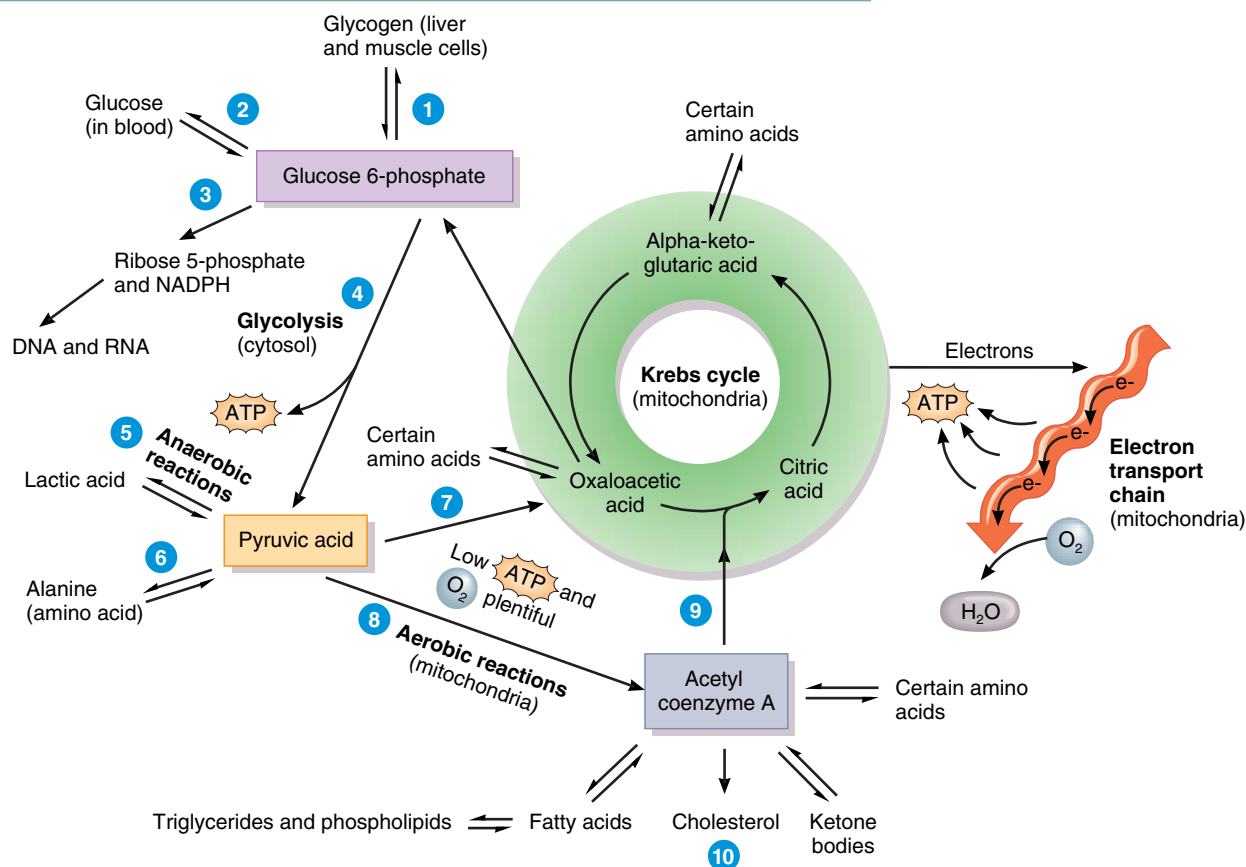 Glycogen (liver
and muscle cells)
1
2
Glucose
(in blood)
Glucose 6-phosphate
3
Ribose 5-phosphate
and NADPH
DNA and RNA
4
Glycolysis
(cytosol)
ATP
5
Anaerobic
reactions
Lactic acid
Pyruvic acid
6
Alanine
(amino acid)
7
Low ATP and
O₂ plentiful
8
Aerobic reactions
(mitochondria)
Certain
amino acids
Certain
amino acids
Alpha-keto-
glutaric acid
Krebs cycle
(mitochondria)
Oxaloacetic
acid
Citric
acid
9
Acetyl
coenzyme A
Certain amino
acids
Electrons
ATP
e-
e-
e-
Electron
transport
chain
(mitochondria)
O₂
H₂O
Triglycerides and phospholipids
Fatty acids
Cholesterol
10
Ketone
bodies